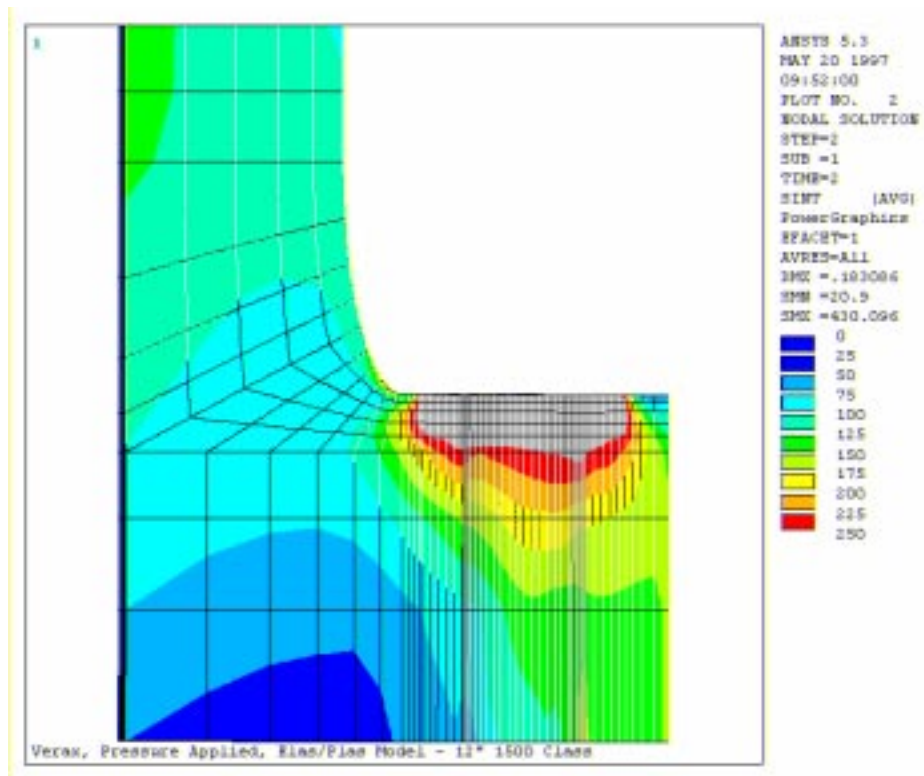 1
ANSYS 5.3
MAY 20 1997
09:52:00
PLOT NO. 2
NODAL SOLUTION
STEP=2
SUB =1
TIME=2
SINT (AVG)
PowerGraphics
EFACET=1
AVRES=All
DMX =.183086
SMN =20.9
SMX =430.096
0
25
50
75
100
125
150
175
200
225
250
Verax, Pressure Applied, Elas/Plas Model - 12" 1500 Class